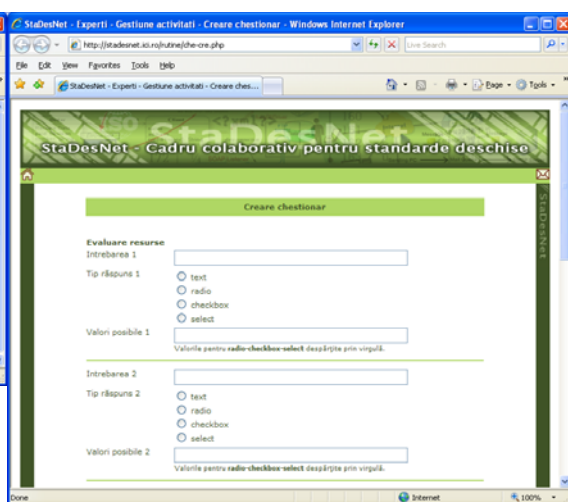 StaDesNet - Experti - Gestiune activitati - Creare chestionar - Windows Internet Explorer
http://stadesnet.ici.ro/rutine/che-cre.php
Live Search
File Edit View Favorites Tools Help
StaDesNet - Experti - Gestiune activitati - Creare ches...
Page Tools
StaDesNet
StaDesNet - Cadru colaborativ pentru standarde deschise
StaDesNet
Creare chestionar
Evaluare resurse
Intrebarea 1
Tip răspuns 1
text
radio
checkbox
select
Valori posibile 1
Valorile pentru radio-checkbox-select despărțite prin virgulă.
Intrebarea 2
Tip răspuns 2
text
radio
checkbox
select
Valori posibile 2
Valorile pentru radio-checkbox-select despărțite prin virgulă.
Done Internet 100%